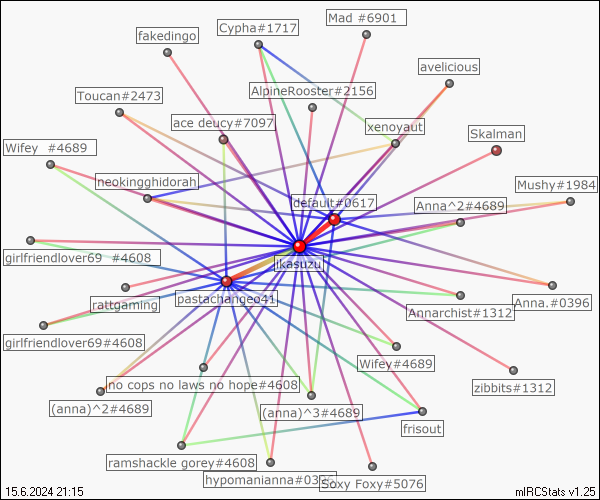 Mad #6901
Cypha#1717
fakedingo
avelicious
AlpineRooster#2156
Toucan#2473
ace deucy#7097
xenoyaut
Skalman
Wifey  #4689
neokingghidorah
Mushy#1984
default#0617
Anna^2#4689
girlfriendlover69  #4608
ikasuzu
rattgaming
pastachangeo41
Anna.#0396
Annarchist#1312
girlfriendlover69#4608
Wifey#4689
no cops no laws no hope#4608
zibbits#1312
(anna)^2#4689
(anna)^3#4689
frisout
ramshackle gorey#4608
hypomanianna#03
Soxy Foxy#5076
15.6.2024 21:15
mIRCStats v1.25